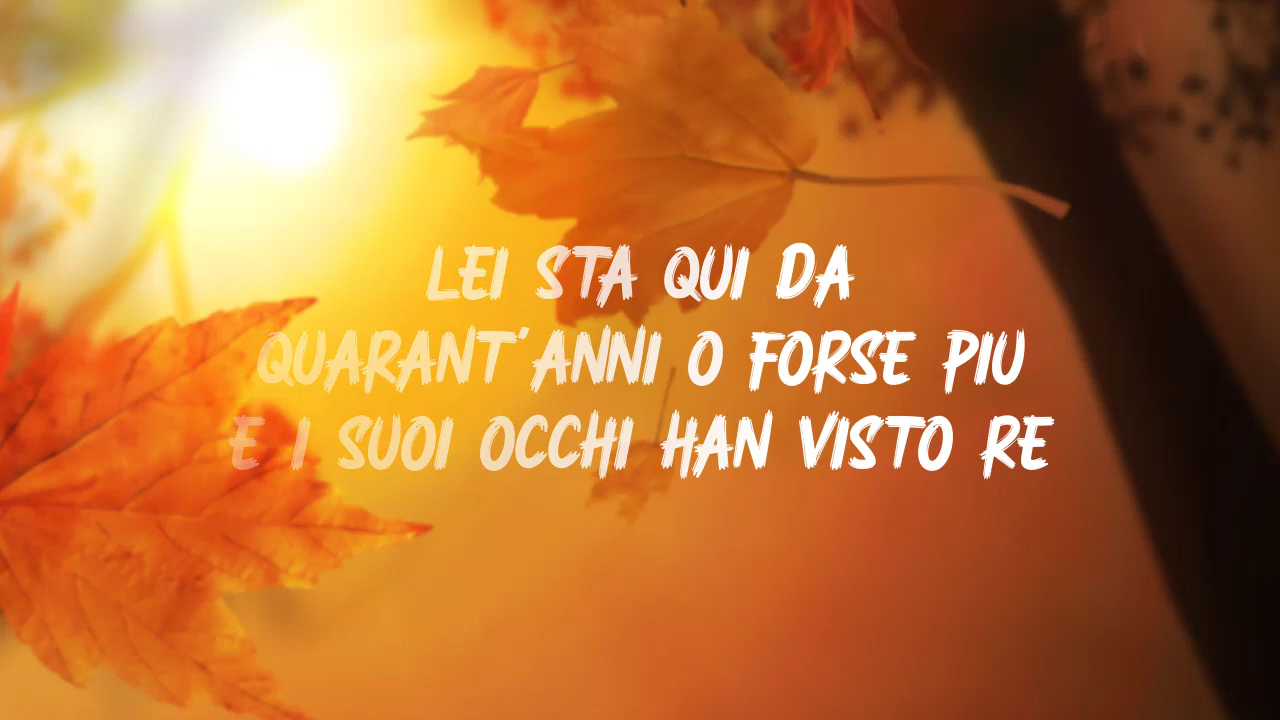 LEI STA QUI DA
QUARANT'ANNI O FORSE PIU
E I SUOI OCCHI HAN VISTO RE